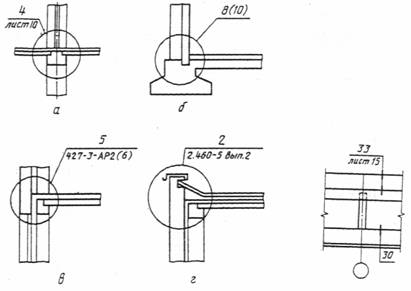 4
лист 10
а
8(10)
б
5
427-3-АР2(6)
в
2
2.460-5 вып.2
г
33
лист 15
30